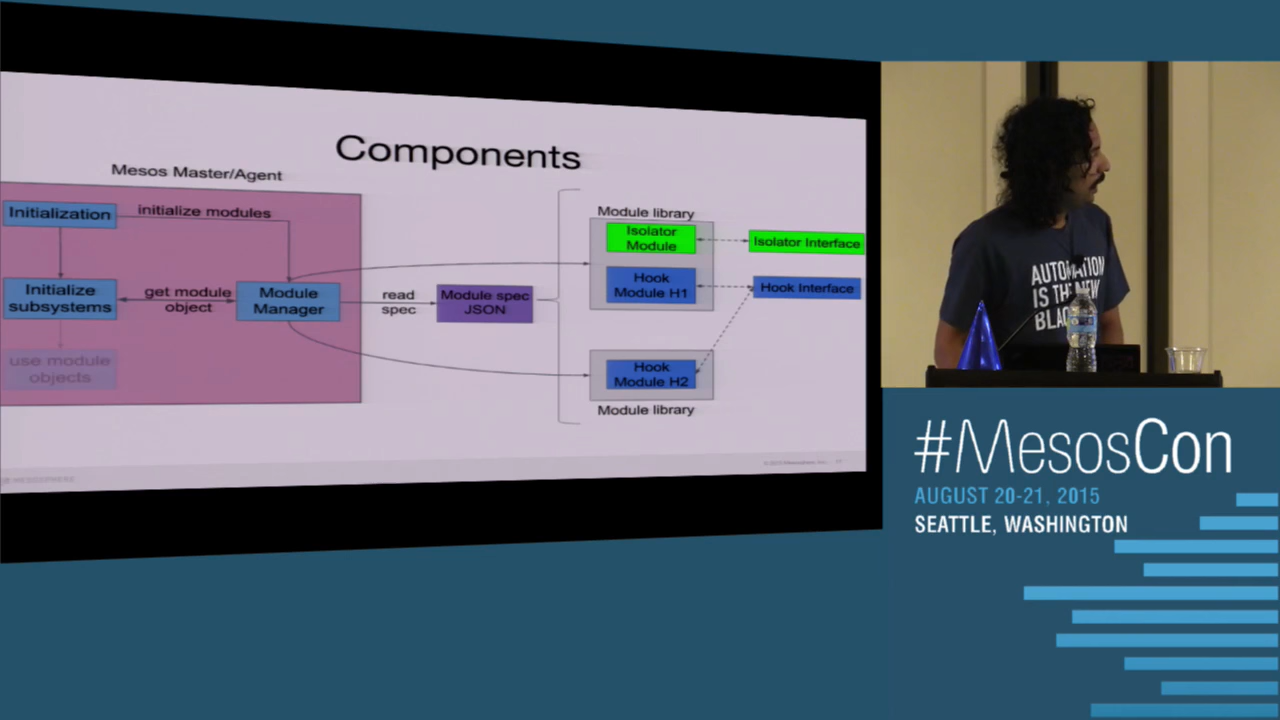 Components
Mesos Master/Agent
Initialization
initialize modules
Initialize
subsystems
get module
object
Module
Manager
use module
objects
read
spec
Module spec
JSON
Module library
Isolator
Module
Hook
Module H1
Isolator Interface
Hook Interface
Hook
Module H2
Module library
AUTOMATION
IS THE NEW
#MesosCon
AUGUST 20-21, 2015
SEATTLE, WASHINGTON